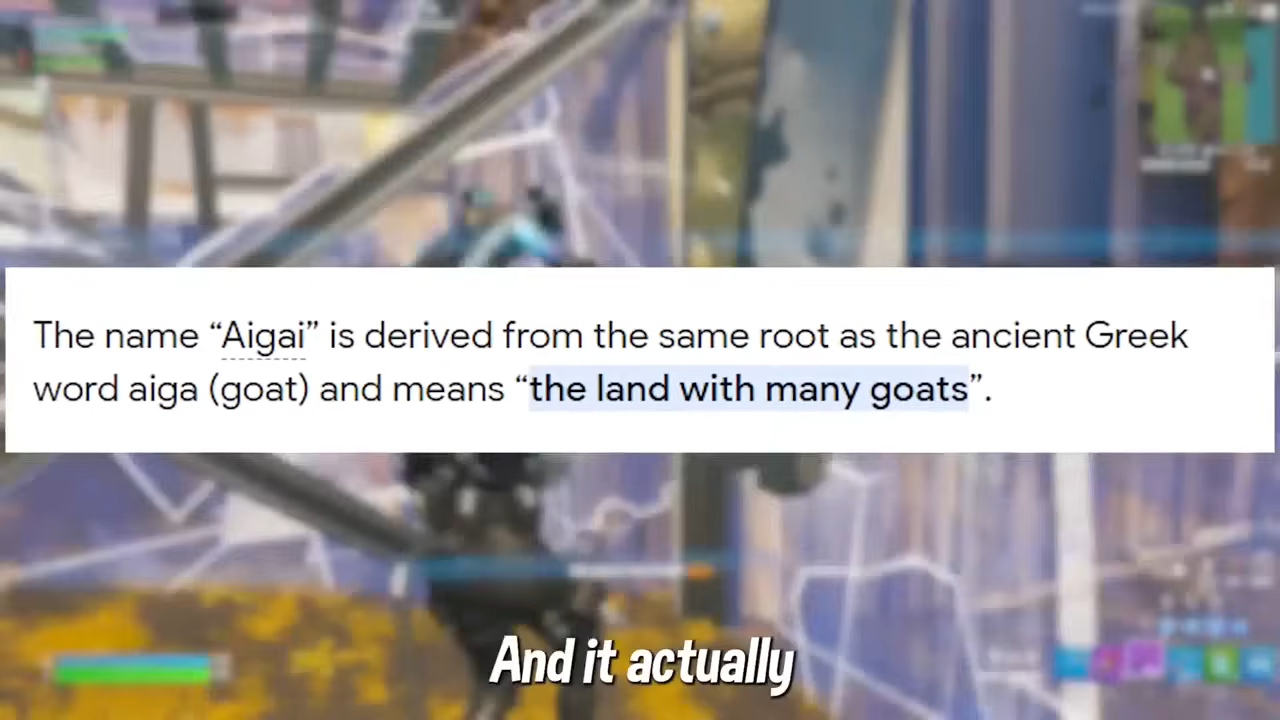 The name “Aigai” is derived from the same root as the ancient Greek
word aiga (goat) and means “the land with many goats”.
And it actually